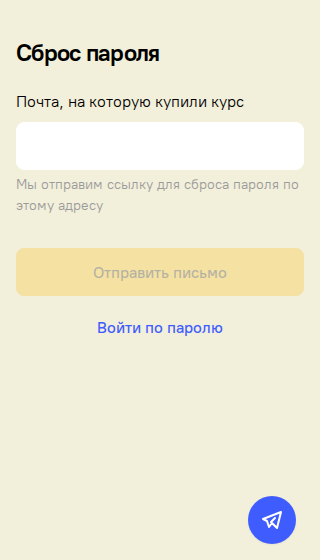 Сброс пароля
Почта, на которую купили курс
Мы отправим ссылку для сброса пароля по
этому адресу
Отправить письмо
Войти по паролю